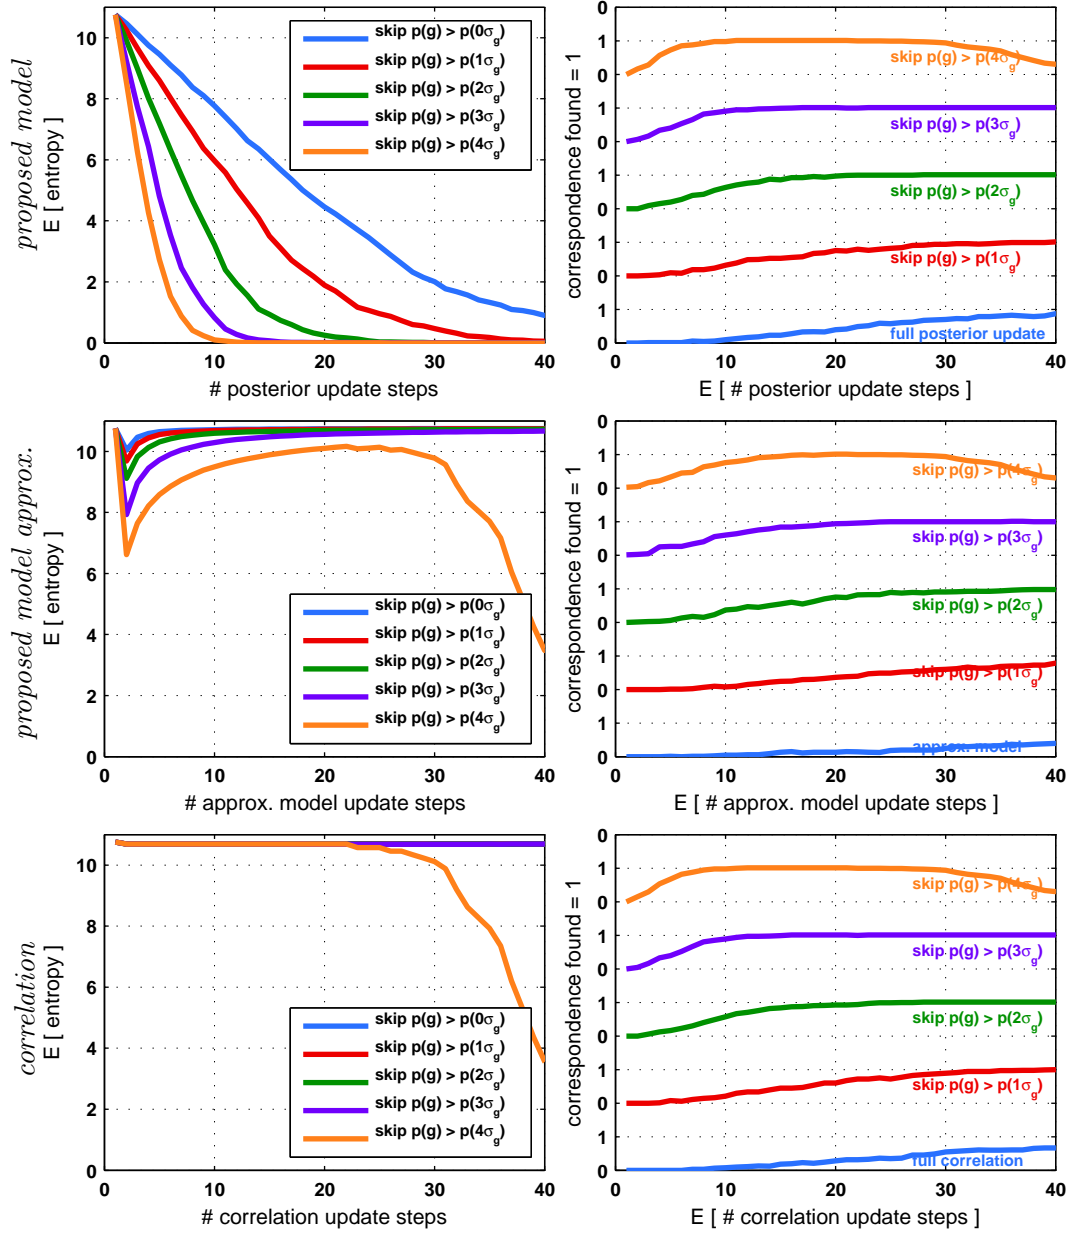 proposed model
E [ entropy ]
10
8
6
4
2
0
0
10
20
30
40
# posterior update steps
skip p(g) > p(0σg)
skip p(g) > p(1σg)
skip p(g) > p(2σg)
skip p(g) > p(3σg)
skip p(g) > p(4σg)
correspondence found = 1
1
0
1
0
1
0
1
0
1
0
skip p(g) > p(4σg)
skip p(g) > p(3σg)
skip p(g) > p(2σg)
skip p(g) > p(1σg)
full posterior update
0
10
20
30
40
E [ # posterior update steps ]
proposed model approx.
E [ entropy ]
10
8
6
4
2
0
0
10
20
30
40
# approx. model update steps
skip p(g) > p(0σg)
skip p(g) > p(1σg)
skip p(g) > p(2σg)
skip p(g) > p(3σg)
skip p(g) > p(4σg)
correspondence found = 1
0
1
0
1
0
1
0
1
0
1
0
skip p(g) > p(4σg)
skip p(g) > p(3σg)
skip p(g) > p(2σg)
skip p(g) > p(1σg)
approx. model
0
10
20
30
40
E [ # approx. model update steps ]
correlation
E [ entropy ]
10
8
6
4
2
0
0
10
20
30
40
# correlation update steps
skip p(g) > p(0σg)
skip p(g) > p(1σg)
skip p(g) > p(2σg)
skip p(g) > p(3σg)
skip p(g) > p(4σg)
correspondence found = 1
0
1
0
1
0
1
0
1
0
1
0
skip p(g) > p(4σg)
skip p(g) > p(3σg)
skip p(g) > p(2σg)
skip p(g) > p(1σg)
full correlation
0
10
20
30
40
E [ # correlation update steps ]